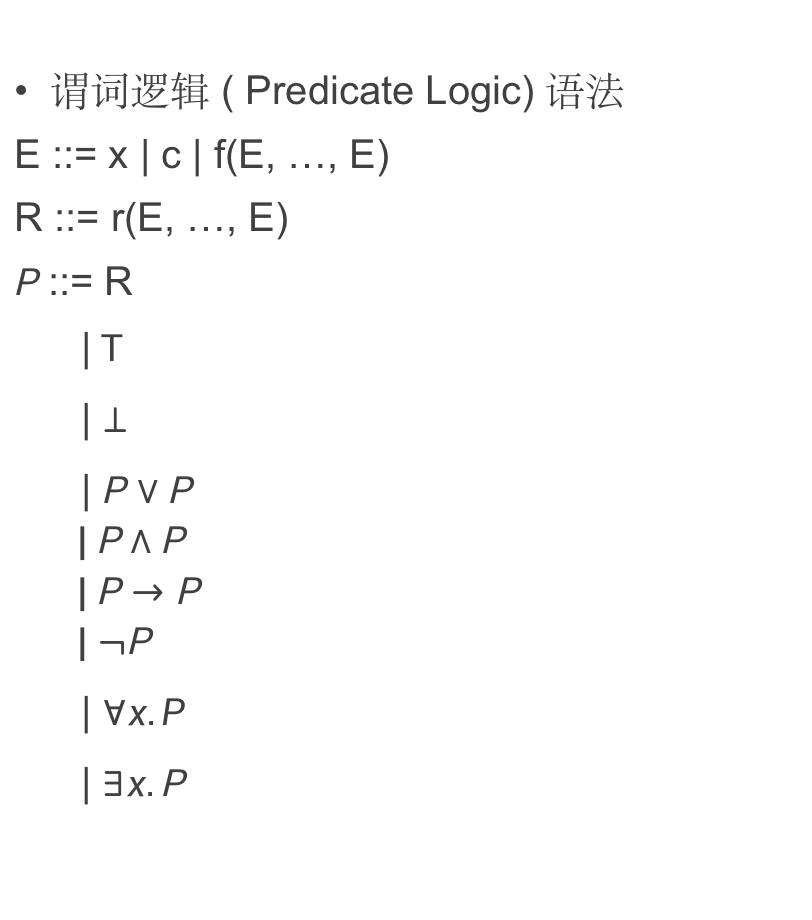 • 谓词逻辑 ( Predicate Logic) 语法
E ::= x | c | f(E, …, E)
R ::= r(E, …, E)
P ::= R
| T
| ⊥
| P ∨ P
| P ∧ P
| P → P
| ¬P
| ∀x. P
| ∃x. P